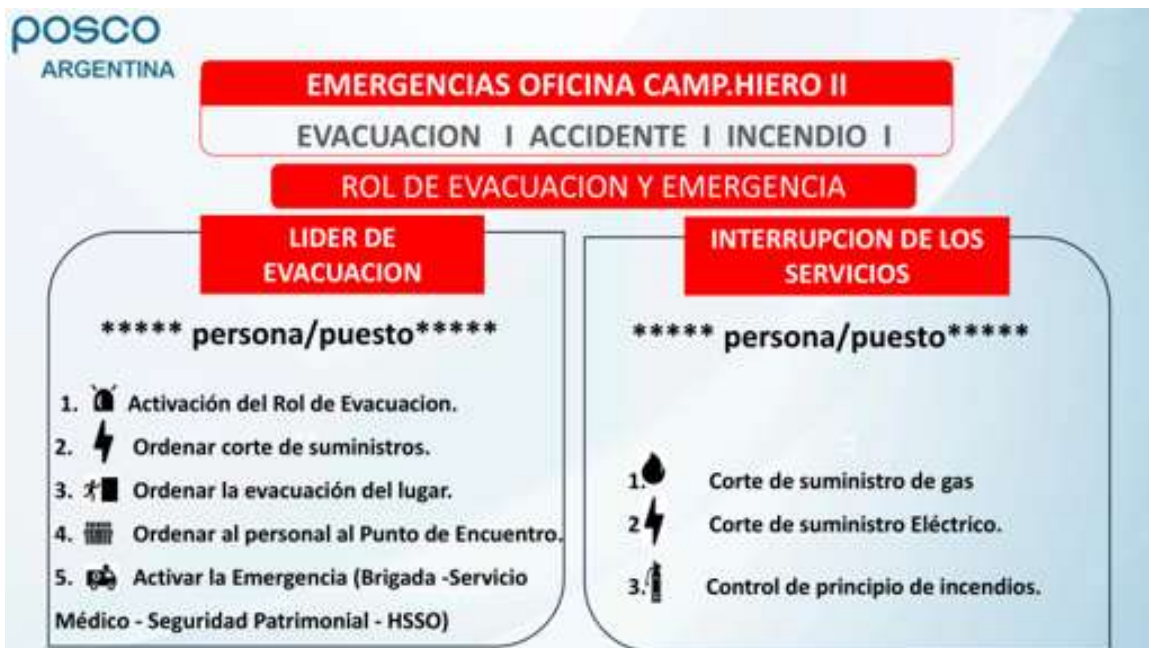 posco
ARGENTINA
EMERGENCIAS OFICINA CAMP.HIERO II
EVACUACION I ACCIDENTE I INCENDIO I
ROL DE EVACUACION Y EMERGENCIA
LIDER DE
EVACUACION
***** persona/puesto*****
1. Activación del Rol de Evacuacion.
2. Ordenar corte de suministros.
3. Ordenar la evacuación del lugar.
4. Ordenar al personal al Punto de Encuentro.
5. Activar la Emergencia (Brigada -Servicio
Médico - Seguridad Patrimonial - HSSO)
INTERRUPCION DE LOS
SERVICIOS
***** persona/puesto*****
1. Corte de suministro de gas
2 Corte de suministro Eléctrico.
3. Control de principio de incendios.